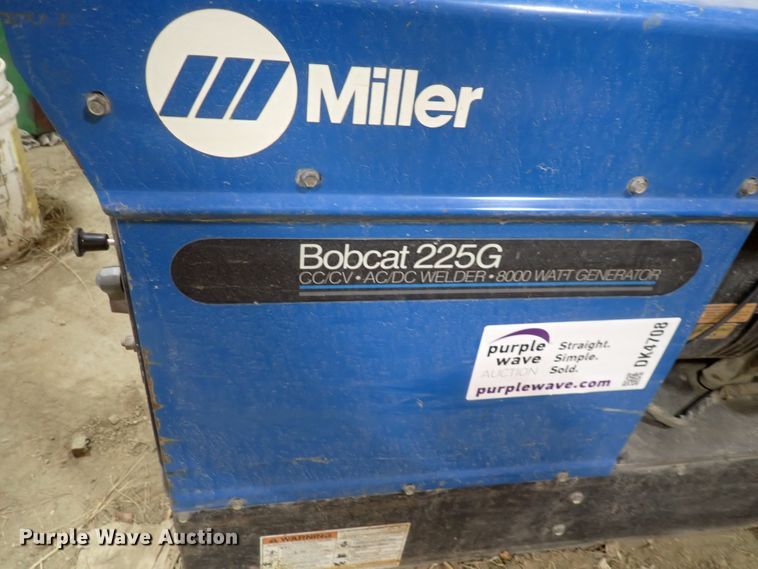 Miller
Bobcat 225G
CC/CV • AC/DC WELDER • 8000 WATT GENERATOR
purple wave
AUCTION
Straight.
Simple.
Sold.
purplewave.com
DK4708
WARNING
Purple Wave Auction